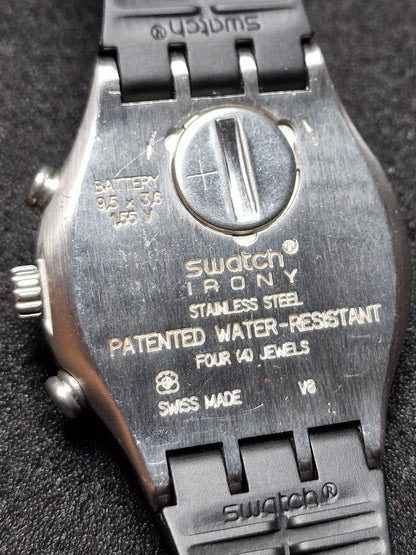 swatch®
BATTERY
9,5 x 3,6
1.55 V
+
swatch®
IRONY
STAINLESS STEEL
PATENTED WATER-RESISTANT
FOUR (4) JEWELS
SWISS MADE V8
swatch®